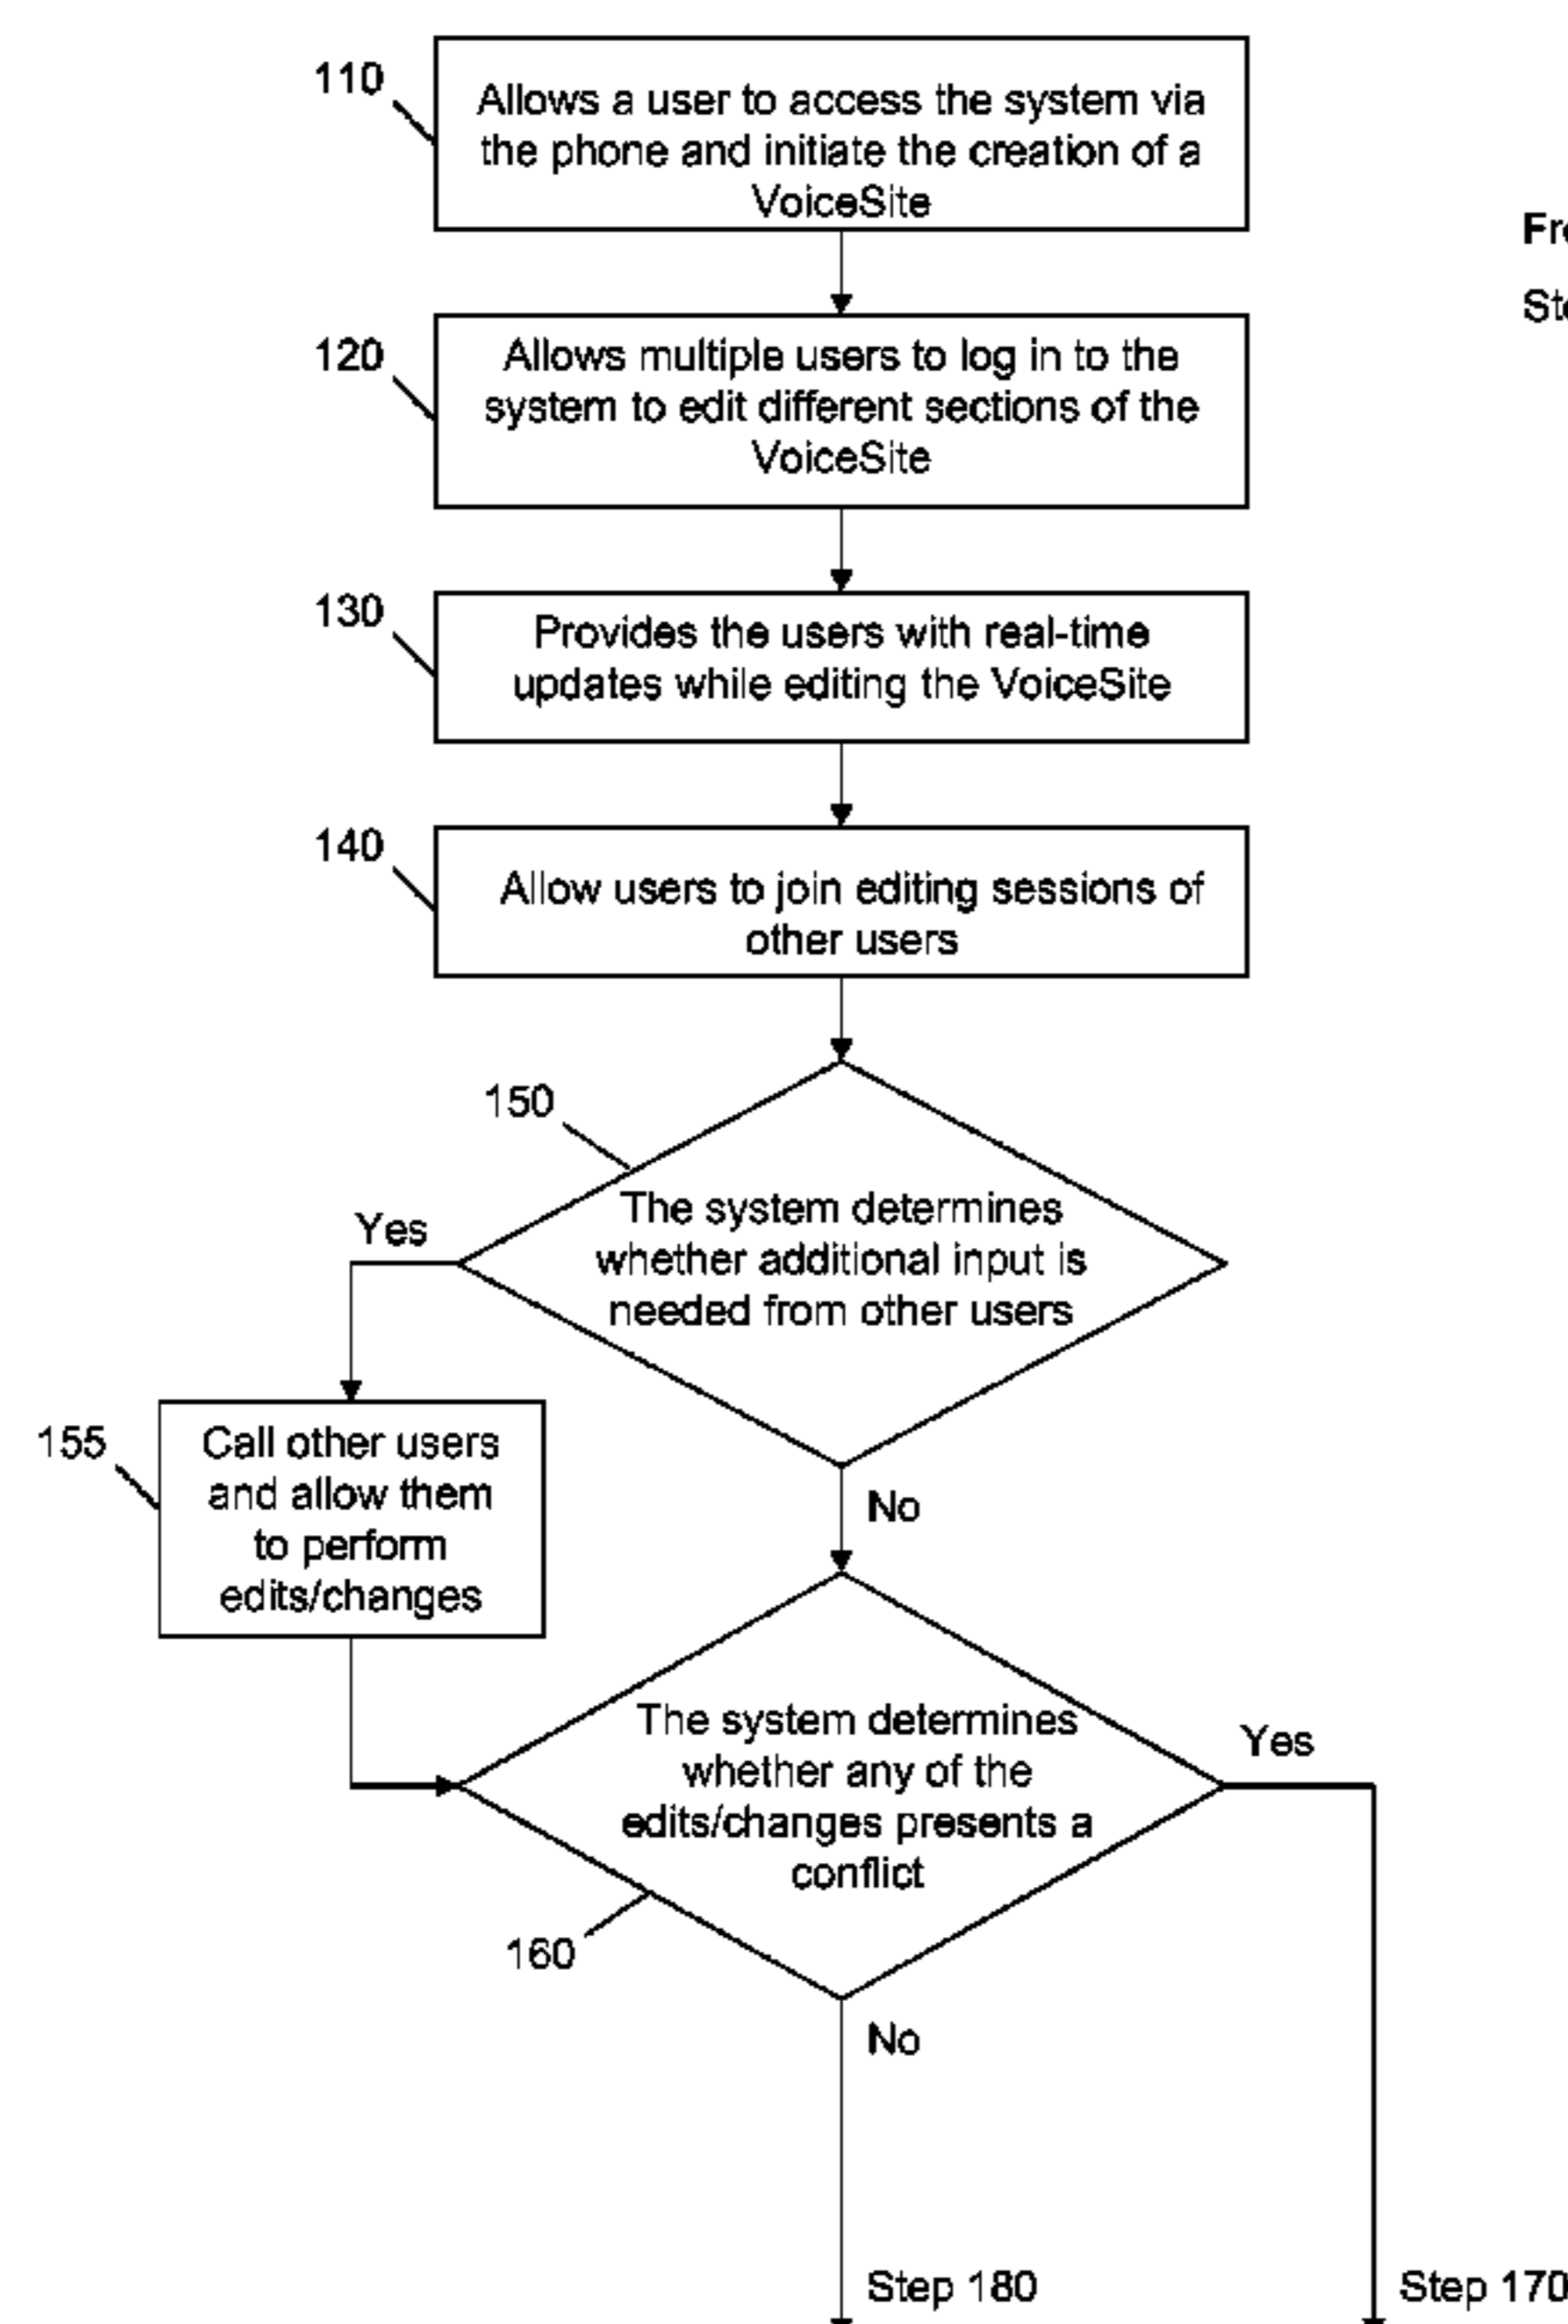 110
Allows a user to access the system via
the phone and initiate the creation of a
VoiceSite
120
Allows multiple users to log in to the
system to edit different sections of the
VoiceSite
130
Provides the users with real-time
updates while editing the VoiceSite
140
Allow users to join editing sessions of
other users
150
The system determines
whether additional input is
needed from other users
Yes
No
155
Call other users
and allow them
to perform
edits/changes
The system determines
whether any of the
edits/changes presents a
conflict
Yes
160
No
Step 180
Step 170